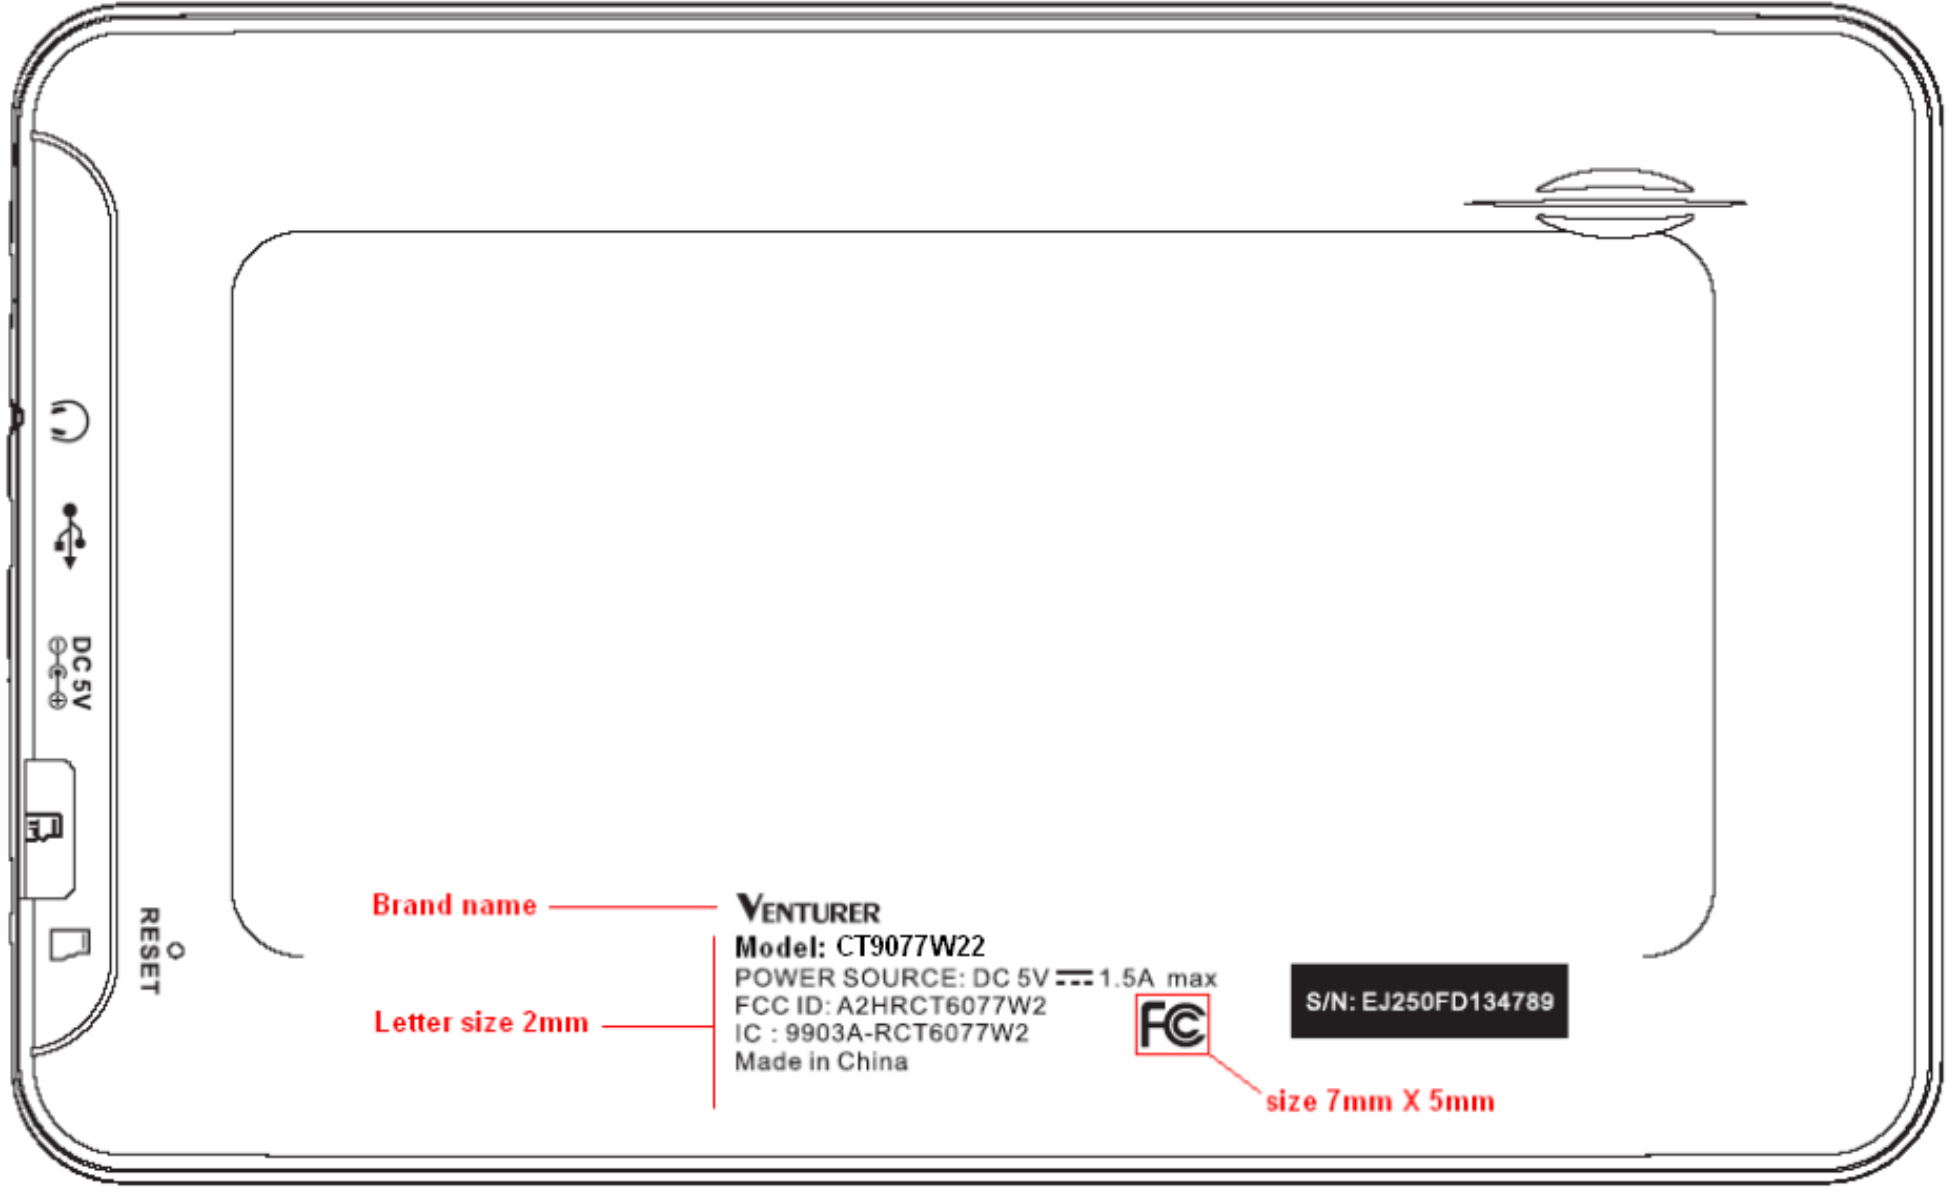 DC 5V
RESET
Brand name
VENTURER
Model: CT9077W22
POWER SOURCE: DC 5V 1.5A max
FCC ID: A2HRCT6077W2
Letter size 2mm
IC : 9903A-RCT6077W2
Made in China
FC
S/N: EJ250FD134789
size 7mm X 5mm